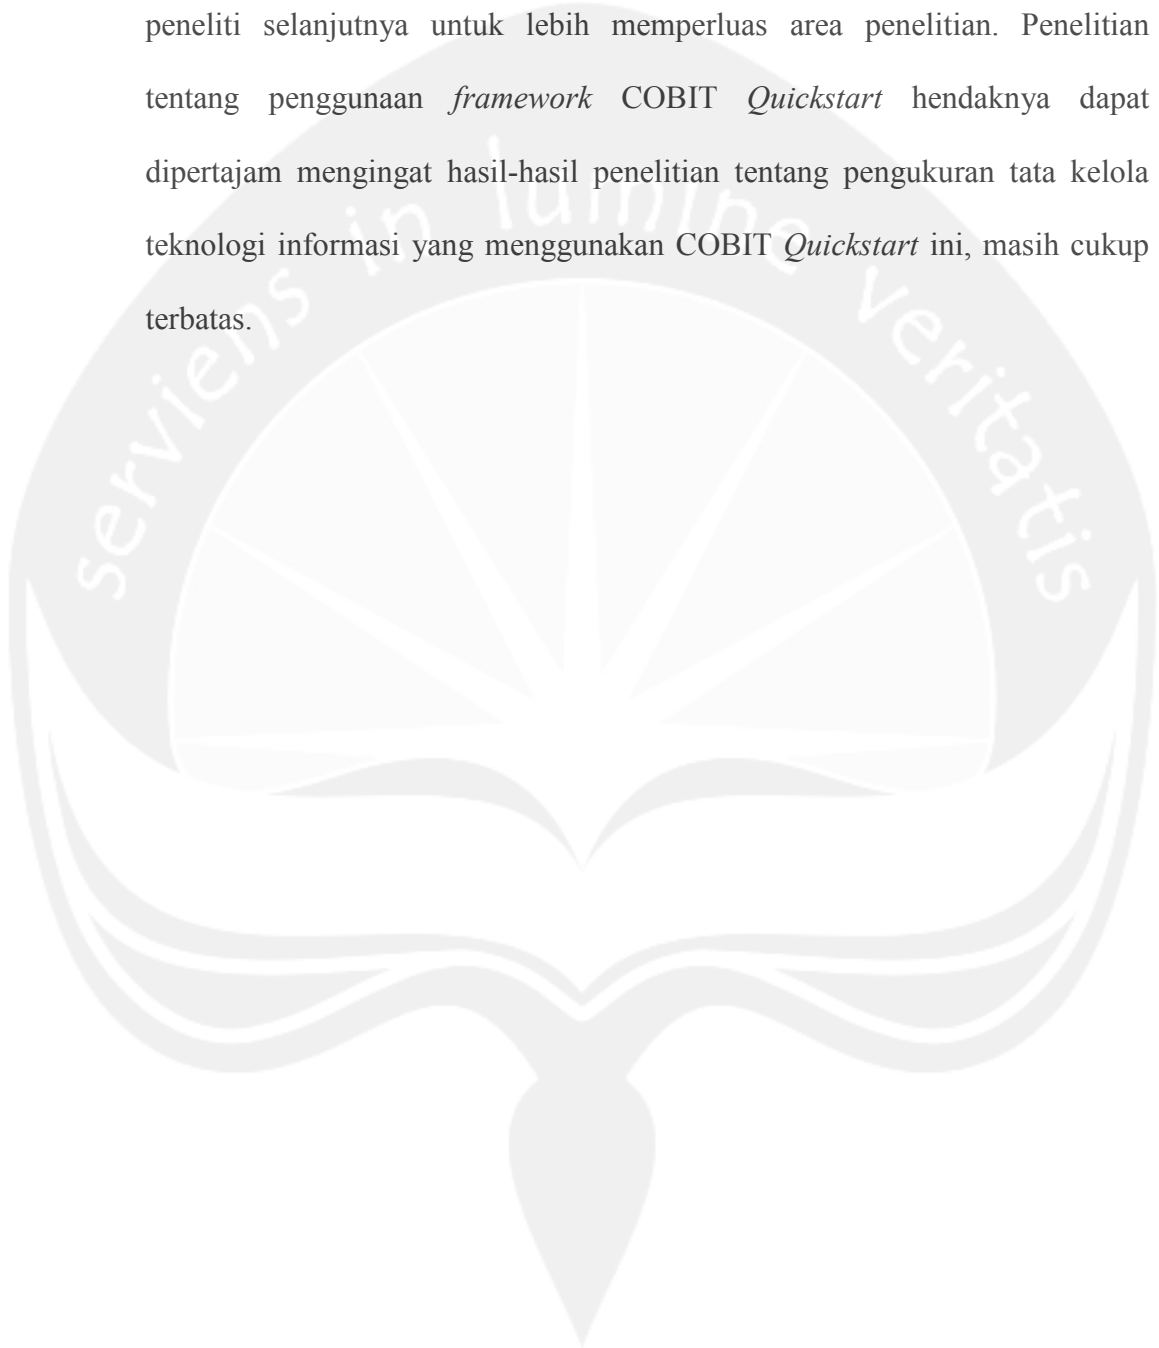 peneliti selanjutnya untuk lebih memperluas area penelitian. Penelitian
tentang penggunaan framework COBIT Quickstart hendaknya dapat
dipertajam mengingat hasil-hasil penelitian tentang pengukuran tata kelola
teknologi informasi yang menggunakan COBIT Quickstart ini, masih cukup
terbatas.
serviens in lumine veritatis